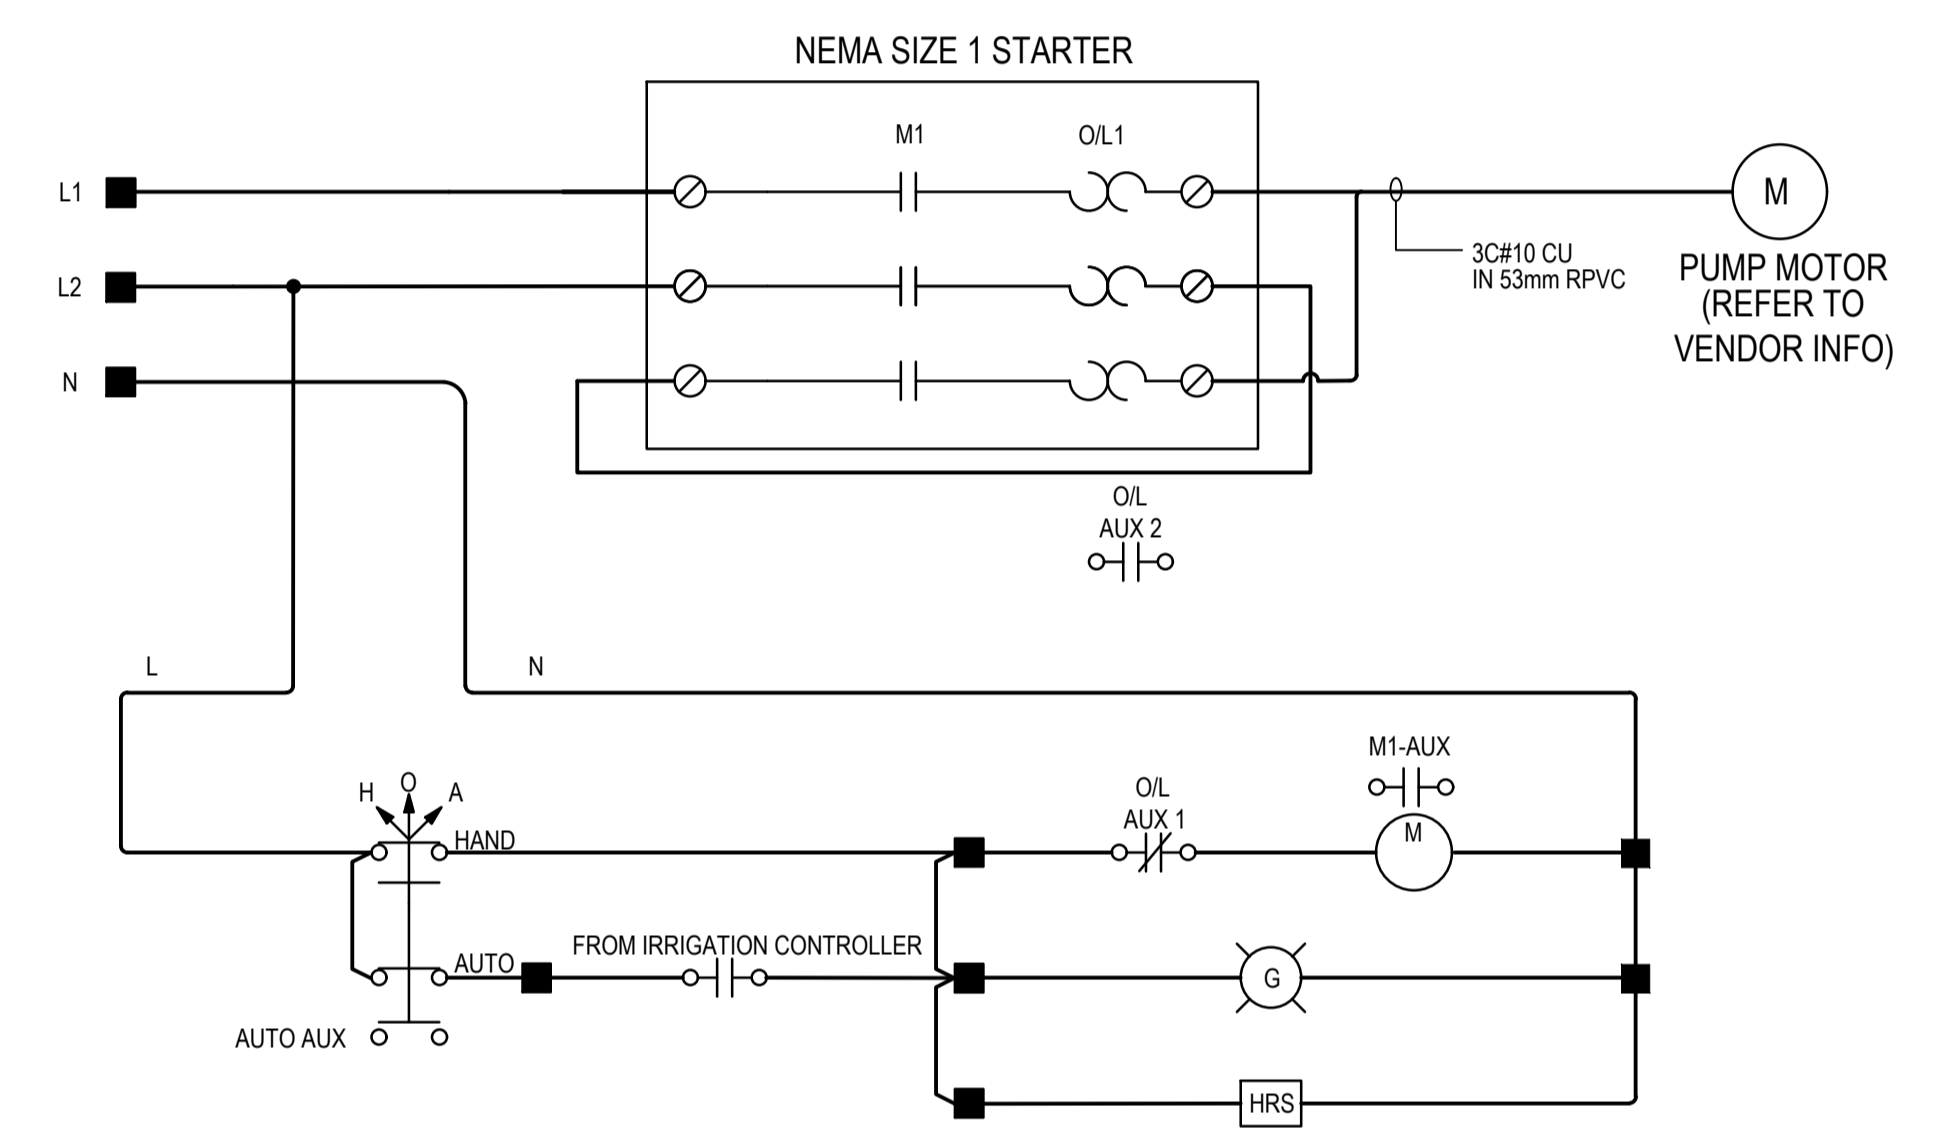 NEMA SIZE 1 STARTER
M1
O/L1
L1
M
3C#10 CU
IN 53mm RPVC
PUMP MOTOR
(REFER TO
VENDOR INFO)
L2
N
O/L
AUX 2
L
N
M1-AUX
H
O
A
O/L
AUX 1
HAND
M
FROM IRRIGATION CONTROLLER
AUTO
G
AUTO AUX
HRS